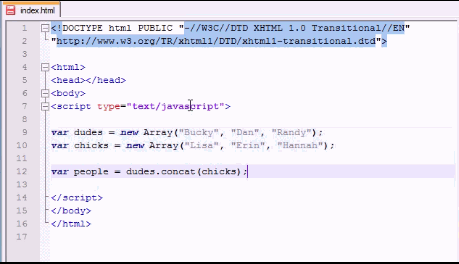 index.html
1 <!DOCTYPE html PUBLIC "-//W3C//DTD XHTML 1.0 Transitional//EN"
2 "http://www.w3.org/TR/xhtml1/DTD/xhtml1-transitional.dtd">
3
4 <html>
5 <head></head>
6 <body>
7 <script type="text/javascript">
8
9 var dudes = new Array("Bucky", "Dan", "Randy");
10 var chicks = new Array("Lisa", "Erin", "Hannah");
11
12 var people = dudes.concat(chicks);
13
14 </script>
15 </body>
16 </html>
17